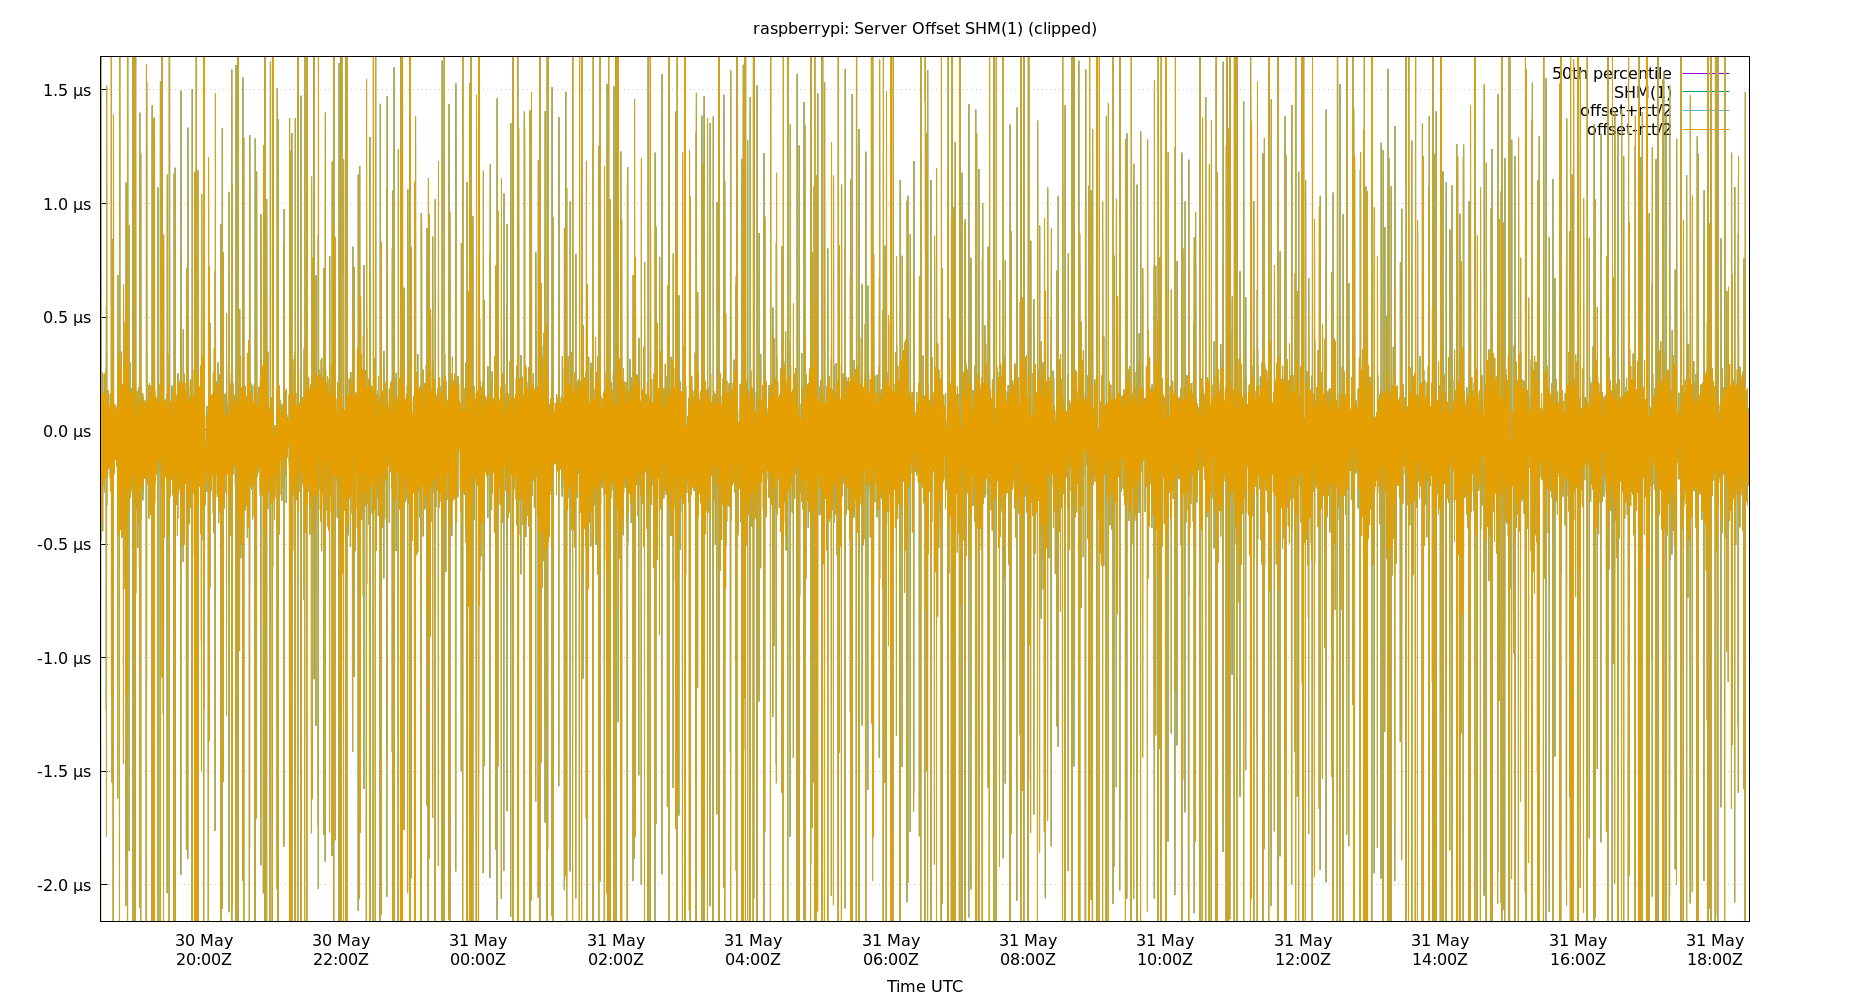 raspberrypi: Server Offset SHM(1) (clipped)
50th percentile
SHM(1)
offset+rtt/2
offset-rtt/2
1.5 µs
1.0 µs
0.5 µs
0.0 µs
-0.5 µs
-1.0 µs
-1.5 µs
-2.0 µs
30 May 30 May 31 May 31 May 31 May 31 May 31 May 31 May 31 May 31 May 31 May 31 May
20:00Z 22:00Z 00:00Z 02:00Z 04:00Z 06:00Z 08:00Z 10:00Z 12:00Z 14:00Z 16:00Z 18:00Z
Time UTC